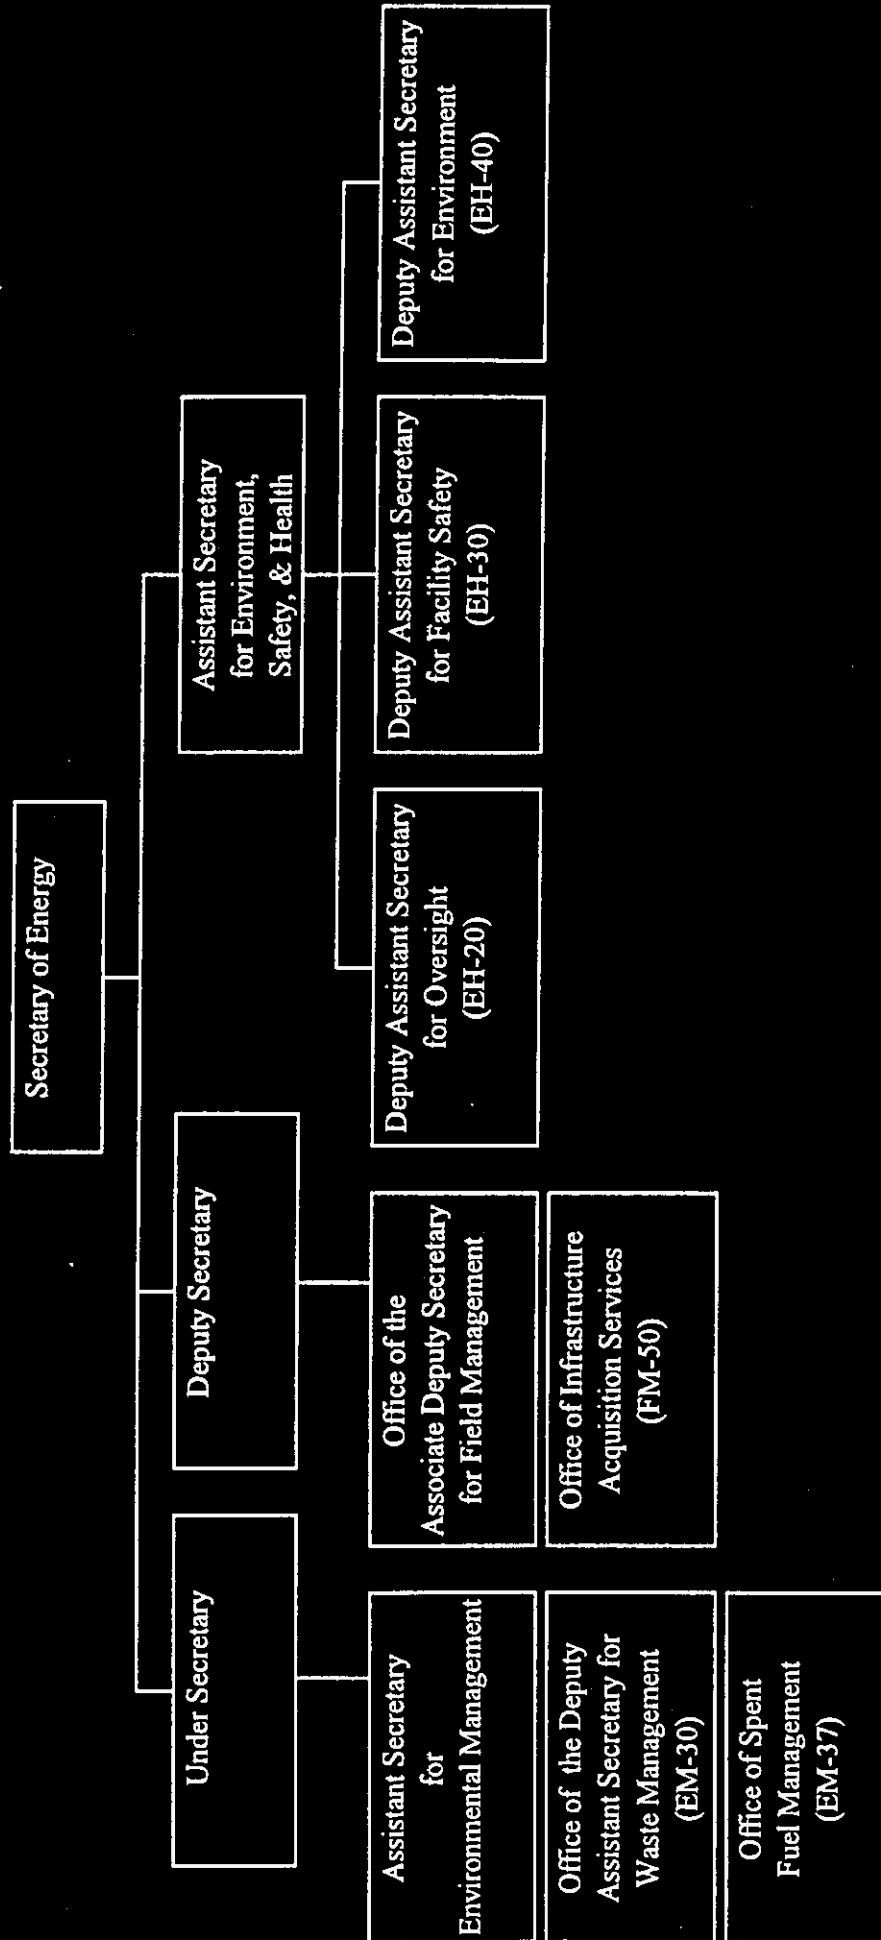 Secretary of Energy
Under Secretary
Deputy Secretary
Assistant Secretary
for Environment,
Safety, & Health
Assistant Secretary
for
Environmental Management
Office of the Deputy
Assistant Secretary for
Waste Management
(EM-30)
Office of Spent
Fuel Management
(EM-37)
Office of the
Associate Deputy Secretary
for Field Management
Office of Infrastructure
Acquisition Services
(FM-50)
Deputy Assistant Secretary
for Oversight
(EH-20)
Deputy Assistant Secretary
for Facility Safety
(EH-30)
Deputy Assistant Secretary
for Environment
(EH-40)